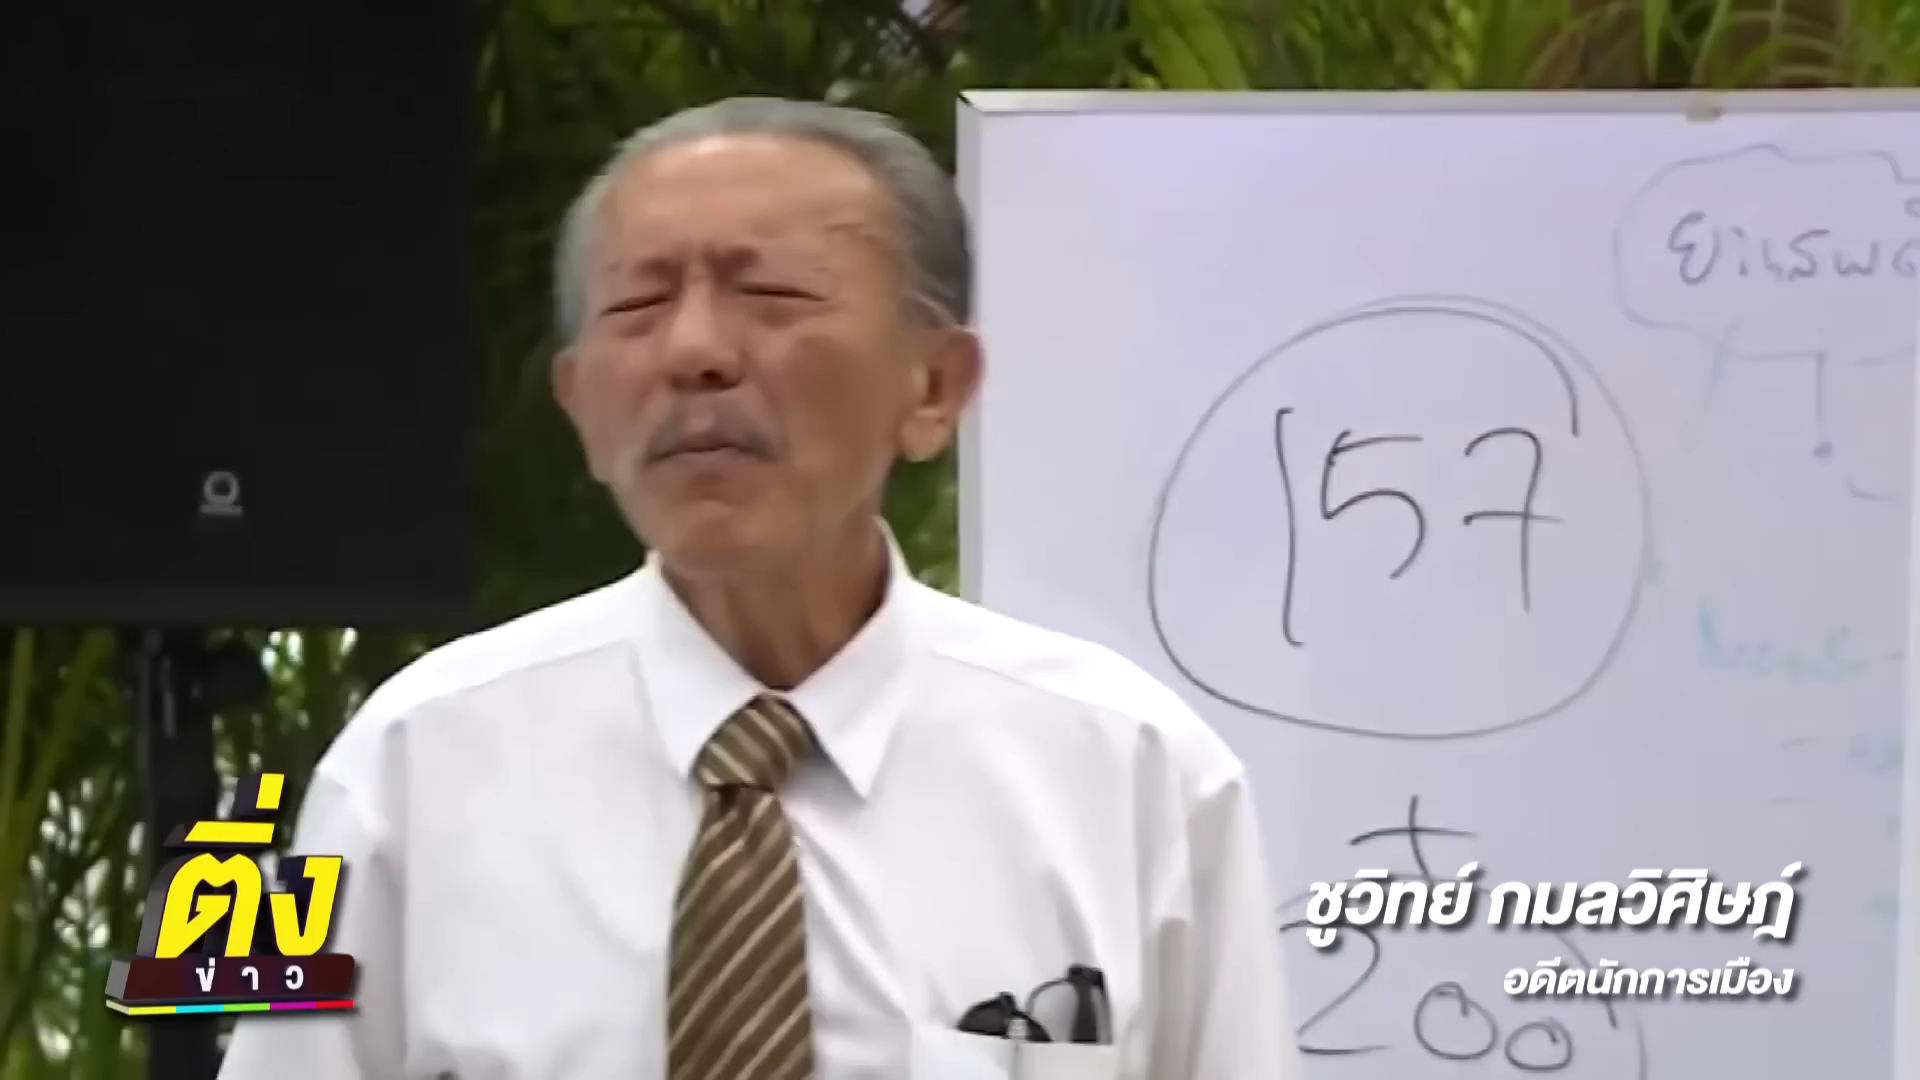 157
+
200
ชูวิทย์ กมลวิศิษฎ์
อดีตนักการเมือง
ติ่ง
ข่าว